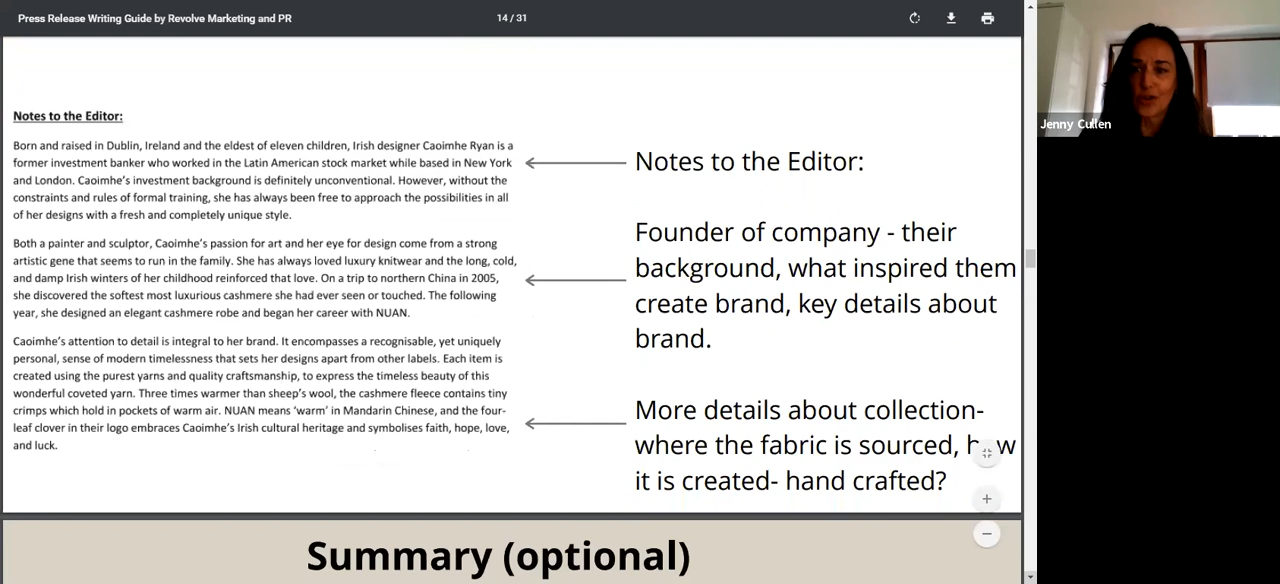 Press Release Writing Guide by Revolve Marketing and PR
14 / 31
Jenny Cullen
Notes to the Editor:
Born and raised in Dublin, Ireland and the eldest of eleven children, Irish designer Caoimhe Ryan is a
former investment banker who worked in the Latin American stock market while based in New York
and London. Caoimhe's investment background is definitely unconventional. However, without the
constraints and rules of formal training, she has always been free to approach the possibilities in all
of her designs with a fresh and completely unique style.
Both a painter and sculptor, Caoimhe's passion for art and her eye for design come from a strong
artistic gene that seems to run in the family. She has always loved luxury knitwear and the long, cold,
and damp Irish winters of her childhood reinforced that love. On a trip to northern China in 2005,
she discovered the softest most luxurious cashmere she had ever seen or touched. The following
year, she designed an elegant cashmere robe and began her career with NUAN.
Caoimhe's attention to detail is integral to her brand. It encompasses a recognisable, yet uniquely
personal, sense of modern timelessness that sets her designs apart from other labels. Each item is
created using the purest yarns and quality craftsmanship, to express the timeless beauty of this
wonderful coveted yarn. Three times warmer than sheep's wool, the cashmere fleece contains tiny
crimps which hold in pockets of warm air. NUAN means 'warm' in Mandarin Chinese, and the four-
leaf clover in their logo embraces Caoimhe's Irish cultural heritage and symbolises faith, hope, love,
and luck.
Notes to the Editor:
Founder of company - their
background, what inspired them
create brand, key details about
brand.
More details about collection-
where the fabric is sourced,
it is created- hand crafted?
Summary (optional)